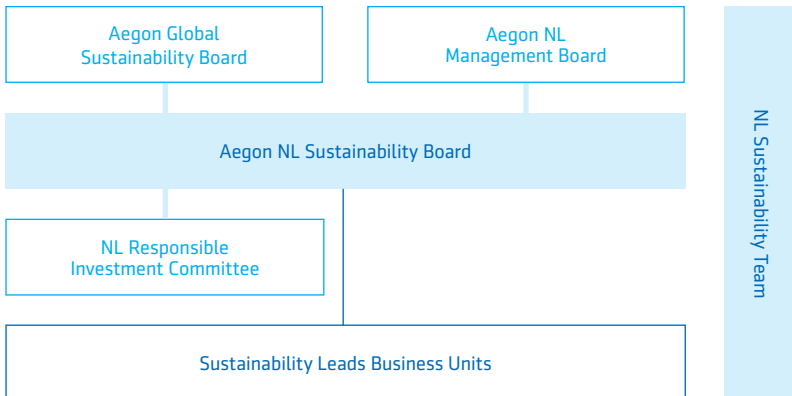 Aegon Global
Sustainability Board
Aegon NL
Management Board
Aegon NL Sustainability Board
NL Responsible
Investment Committee
Sustainability Leads Business Units
NL Sustainability Team